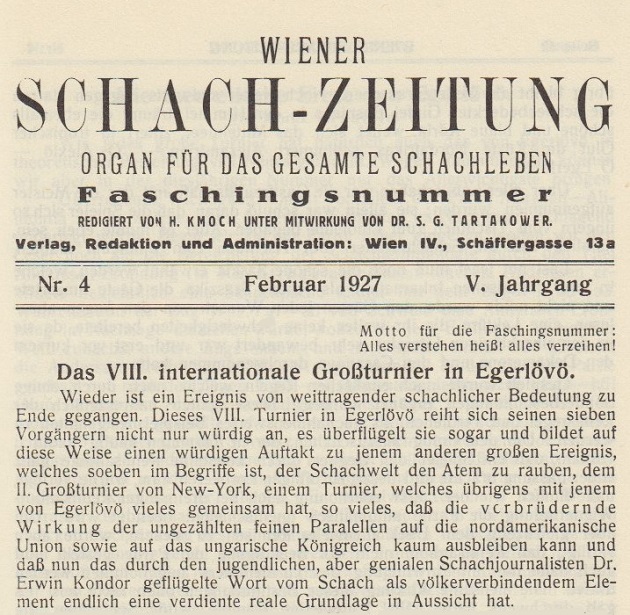 WIENER
SCHACH-ZEITUNG
ORGAN FÜR DAS GESAMTE SCHACHLEBEN
Faschingsnummer
REDIGIERT VON H. KMOCH UNTER MITWIRKUNG VON DR. S. G. TARTAKOWER.
Verlag, Redaktion und Administration: Wien IV., Schäffergasse 13a
Nr. 4 Februar 1927 V. Jahrgang
Motto für die Faschingsnummer:
Alles verstehen heißt alles verzeihen!
Das VIII. internationale Großturnier in Egerlövö.
Wieder ist ein Ereignis von weittragender schachlicher Bedeutung zu
Ende gegangen. Dieses VIII. Turnier in Egerlövö reiht sich seinen sieben
Vorgängern nicht nur würdig an, es überflügelt sie sogar und bildet auf
diese Weise einen würdigen Auftakt zu jenem anderen großen Ereignis,
welches soeben im Begriffe ist, der Schachwelt den Atem zu rauben, dem
II. Großturnier von New-York, einem Turnier, welches übrigens mit jenem
von Egerlövö vieles gemeinsam hat, so vieles, daß die verbrüdernde
Wirkung der ungezählten feinen Paralellen auf die nordamerikanische
Union sowie auf das ungarische Königreich kaum ausbleiben kann und
daß nun das durch den jugendlichen, aber genialen Schachjournalisten Dr.
Erwin Kondor geflügelte Wort vom Schach als völkerverbindendem Ele-
ment endlich eine verdiente reale Grundlage in Aussicht hat.